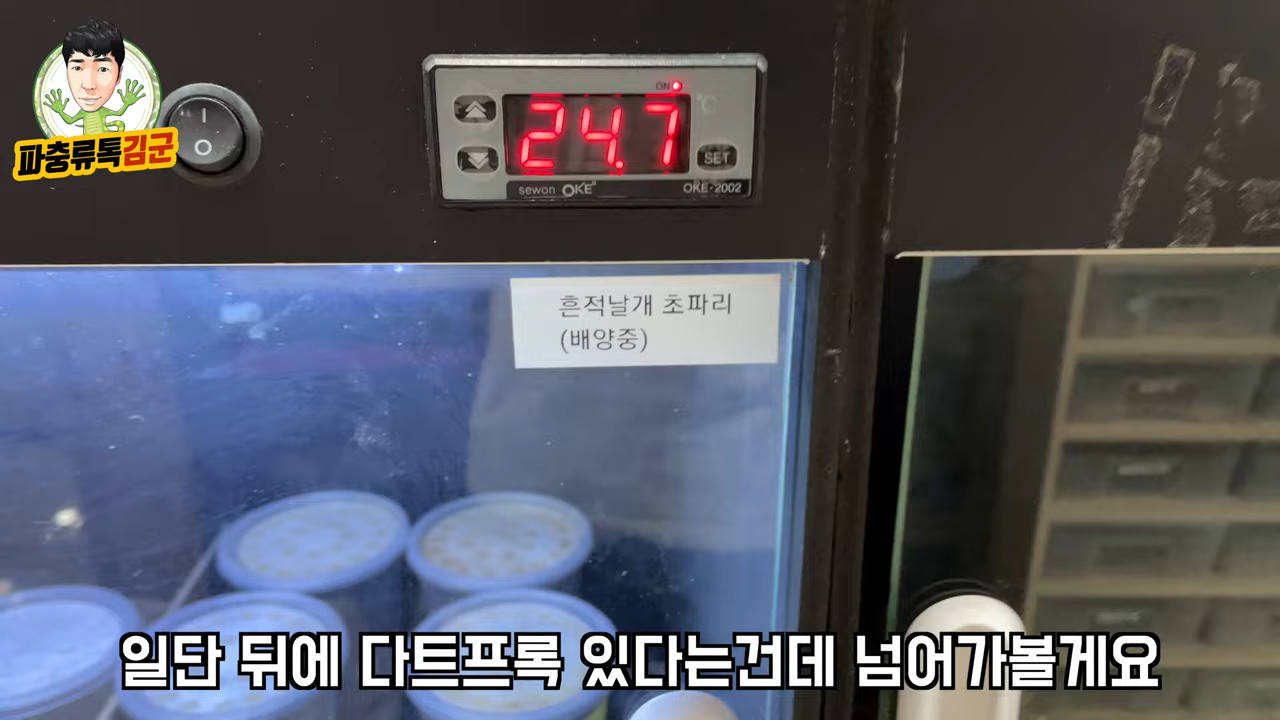 파충류톡김군
ON
24.7
℃
SET
sewon OKE
OKE-2002
흔적날개 초파리
(배양중)
일단 뒤에 다트프록 있다는건데 넘어가볼게요